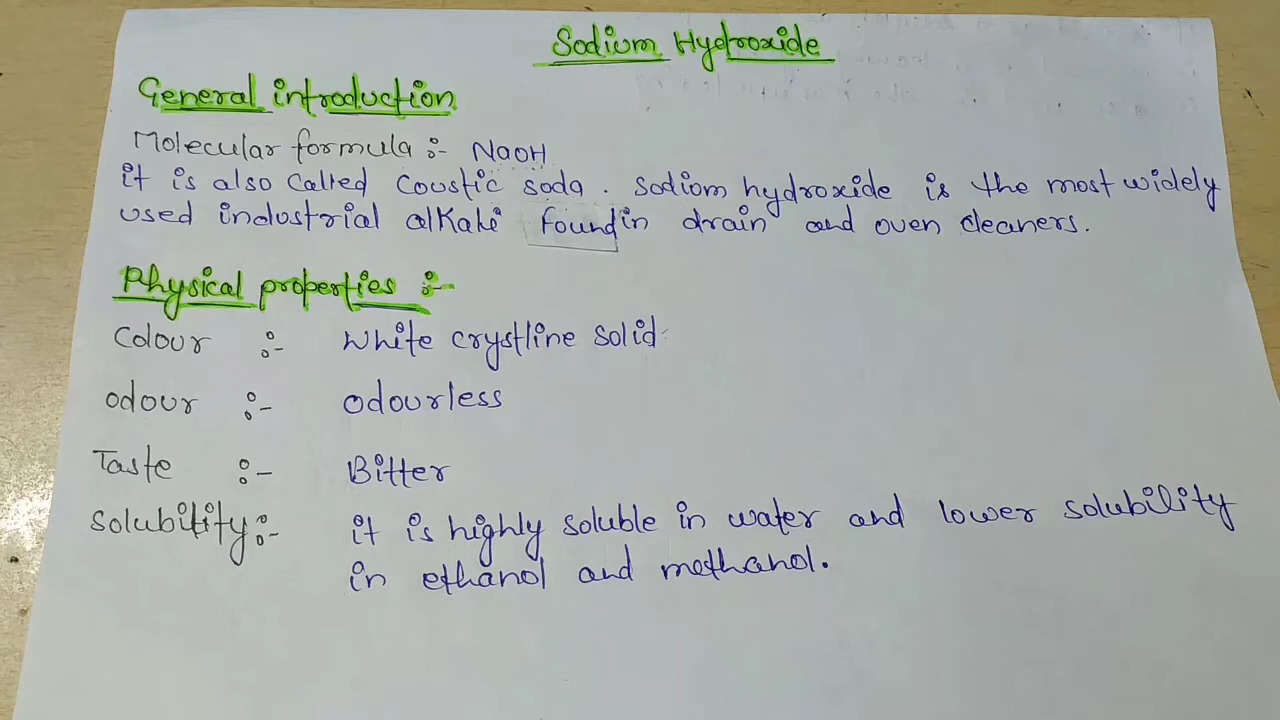 Sodium Hydroxide
General introduction
Molecular formula :- NaOH
it is also called Coustic soda. Sodium hydroxide is the most widely
used industrial alkali found in drain and oven cleaners.
Physical properties :-
Colour :- White crystline solid
odour :- odourless
Taste :- Bitter
solubility :- it is highly soluble in water and lower solubility
in ethanol and methanol.